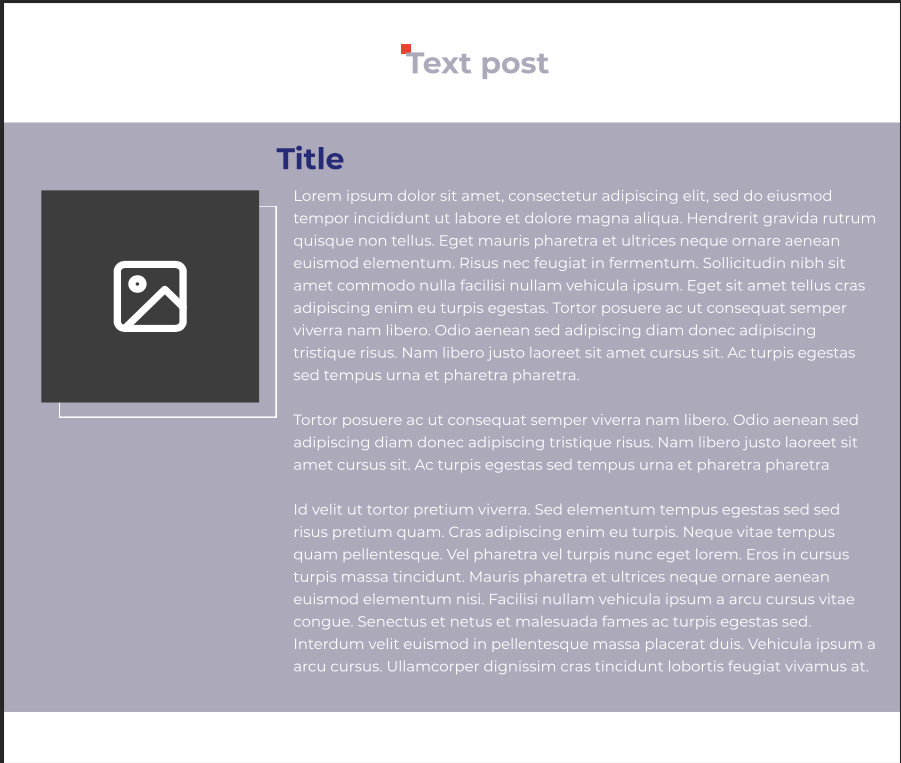 Text post
Title
Lorem ipsum dolor sit amet, consectetur adipiscing elit, sed do eiusmod
tempor incididunt ut labore et dolore magna aliqua. Hendrerit gravida rutrum
quisque non tellus. Eget mauris pharetra et ultrices neque ornare aenean
euismod elementum. Risus nec feugiat in fermentum. Sollicitudin nibh sit
amet commodo nulla facilisi nullam vehicula ipsum. Eget sit amet tellus cras
adipiscing enim eu turpis egestas. Tortor posuere ac ut consequat semper
viverra nam libero. Odio aenean sed adipiscing diam donec adipiscing
tristique risus. Nam libero justo laoreet sit amet cursus sit. Ac turpis egestas
sed tempus urna et pharetra pharetra.
Tortor posuere ac ut consequat semper viverra nam libero. Odio aenean sed
adipiscing diam donec adipiscing tristique risus. Nam libero justo laoreet sit
amet cursus sit. Ac turpis egestas sed tempus urna et pharetra pharetra
Id velit ut tortor pretium viverra. Sed elementum tempus egestas sed sed
risus pretium quam. Cras adipiscing enim eu turpis. Neque vitae tempus
quam pellentesque. Vel pharetra vel turpis nunc eget lorem. Eros in cursus
turpis massa tincidunt. Mauris pharetra et ultrices neque ornare aenean
euismod elementum nisi. Facilisi nullam vehicula ipsum a arcu cursus vitae
congue. Senectus et netus et malesuada fames ac turpis egestas sed.
Interdum velit euismod in pellentesque massa placerat duis. Vehicula ipsum a
arcu cursus. Ullamcorper dignissim cras tincidunt lobortis feugiat vivamus at.